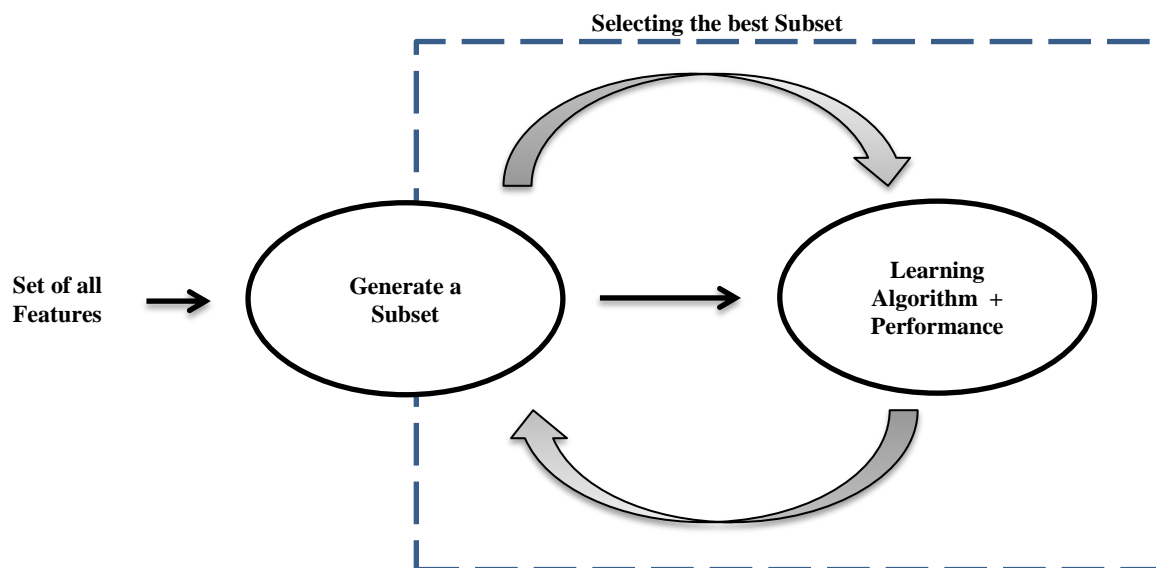 Selecting the best Subset
Set of all
Features
Generate a
Subset
Learning
Algorithm +
Performance